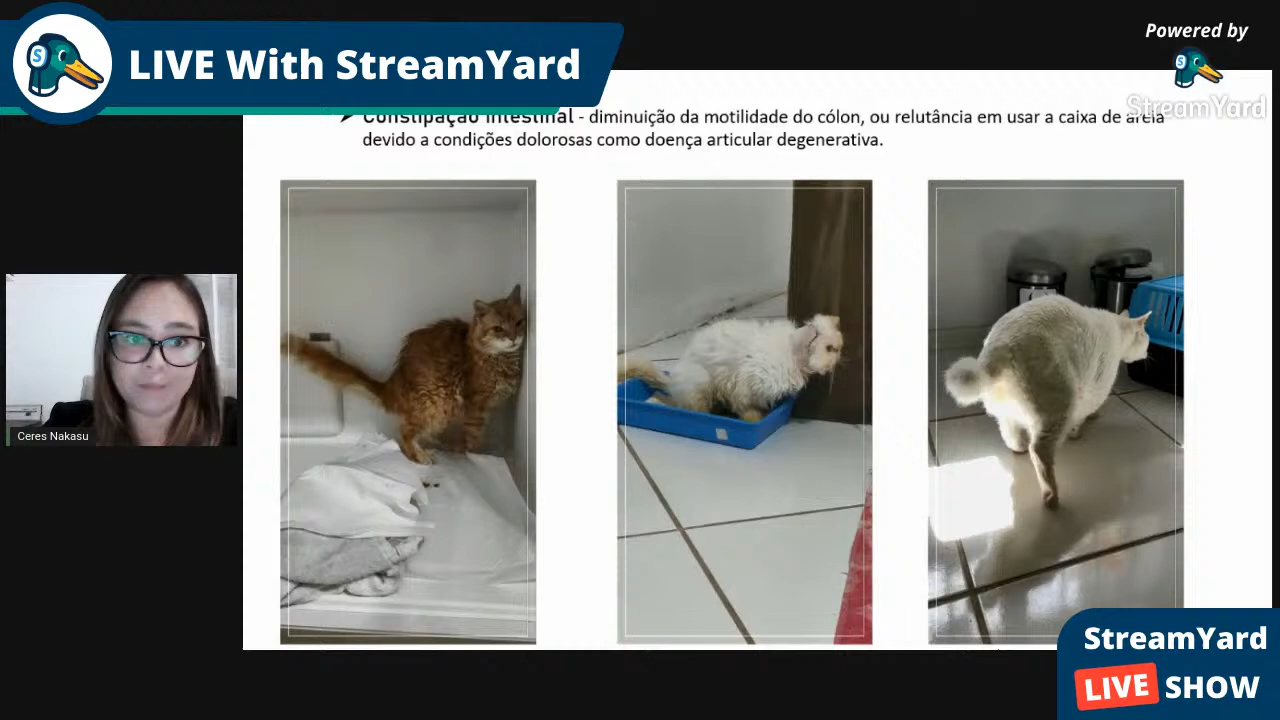 LIVE With StreamYard
Powered by
StreamYard
Constipação Intestinal - diminuição da motilidade do cólon, ou relutância em usar a caixa de areia
devido a condições dolorosas como doença articular degenerativa.
Ceres Nakasu
StreamYard
LIVE SHOW